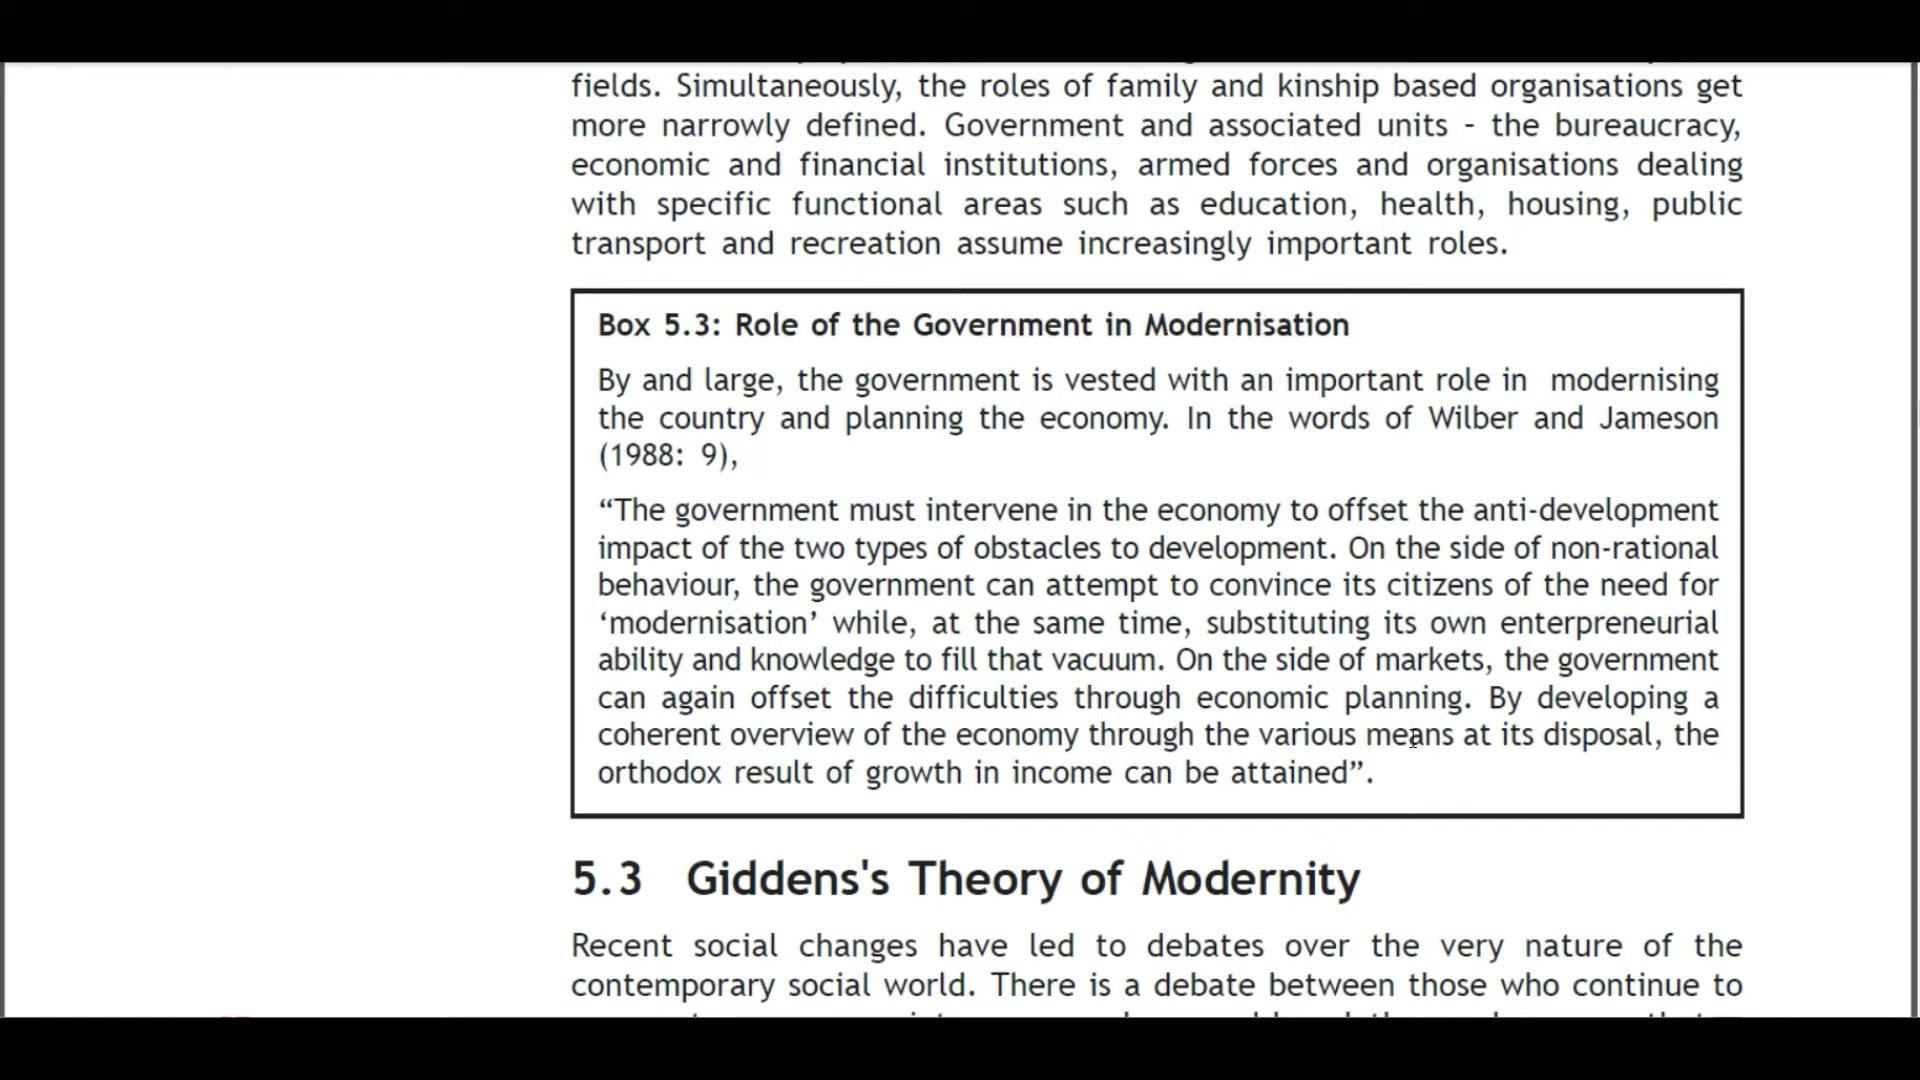 fields. Simultaneously, the roles of family and kinship based organisations get
more narrowly defined. Government and associated units - the bureaucracy,
economic and financial institutions, armed forces and organisations dealing
with specific functional areas such as education, health, housing, public
transport and recreation assume increasingly important roles.
Box 5.3: Role of the Government in Modernisation
By and large, the government is vested with an important role in modernising
the country and planning the economy. In the words of Wilber and Jameson
(1988: 9),
“The government must intervene in the economy to offset the anti-development
impact of the two types of obstacles to development. On the side of non-rational
behaviour, the government can attempt to convince its citizens of the need for
‘modernisation’ while, at the same time, substituting its own enterpreneurial
ability and knowledge to fill that vacuum. On the side of markets, the government
can again offset the difficulties through economic planning. By developing a
coherent overview of the economy through the various means at its disposal, the
orthodox result of growth in income can be attained”.
5.3 Giddens's Theory of Modernity
Recent social changes have led to debates over the very nature of the
contemporary social world. There is a debate between those who continue to